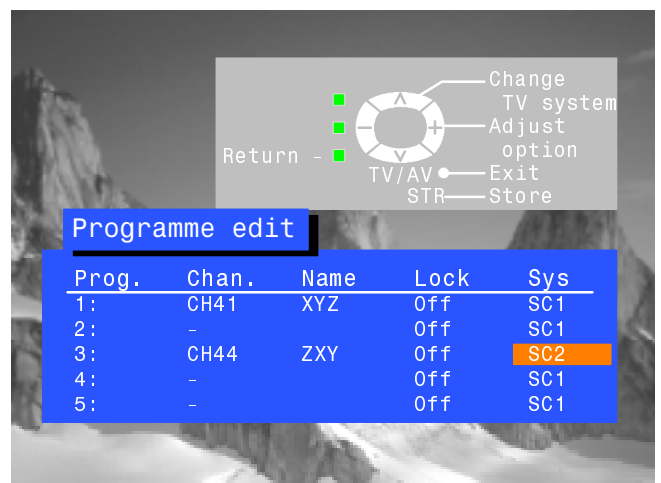 Change
TV system
Adjust
option
Return
TV/AV Exit
STR Store
Programme edit
Prog. Chan. Name Lock Sys
1: CH41 XYZ Off SC1
2: - Off SC1
3: CH44 ZXY Off SC2
4: - Off SC1
5: - Off SC1